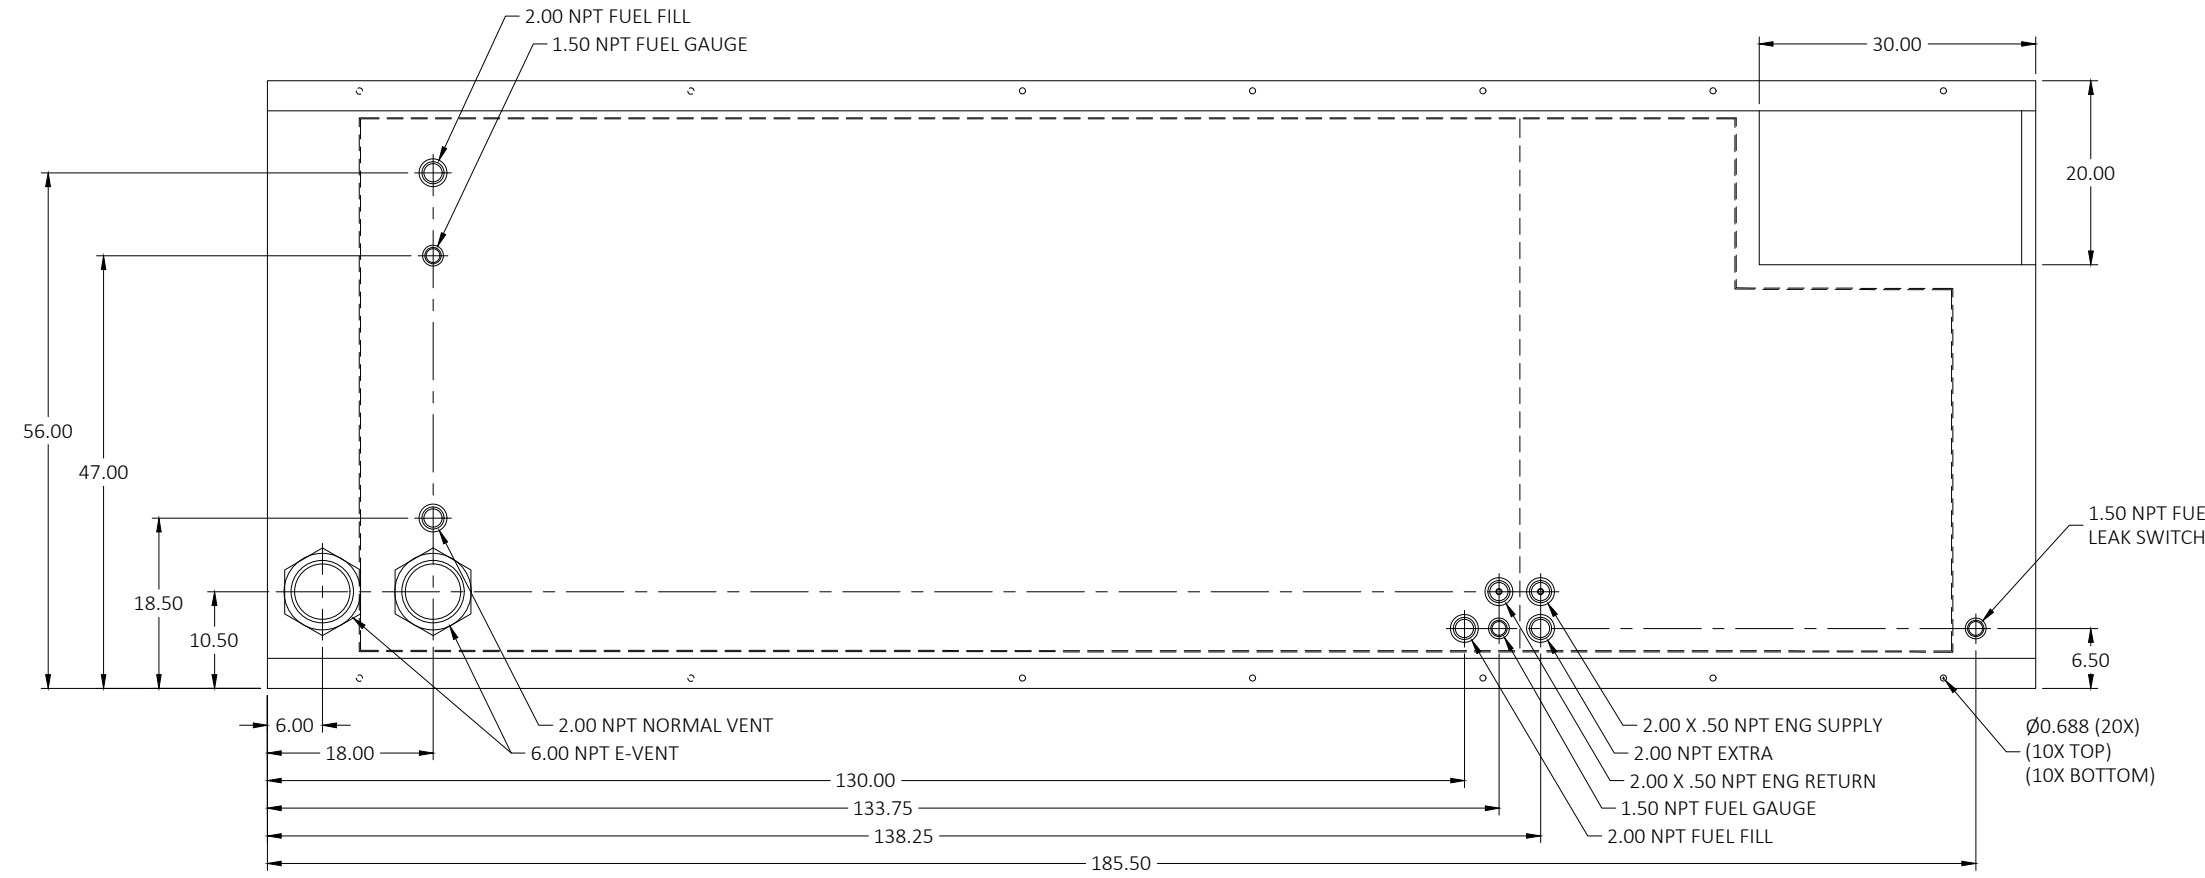 2.00 NPT FUEL FILL
1.50 NPT FUEL GAUGE
30.00
20.00
56.00
47.00
18.50
10.50
1.50 NPT FUE
LEAK SWITCH
6.50
6.00
18.00
2.00 NPT NORMAL VENT
6.00 NPT E-VENT
2.00 X .50 NPT ENG SUPPLY
2.00 NPT EXTRA
2.00 X .50 NPT ENG RETURN
1.50 NPT FUEL GAUGE
2.00 NPT FUEL FILL
Ø0.688 (20X)
(10X TOP)
(10X BOTTOM)
130.00
133.75
138.25
185.50